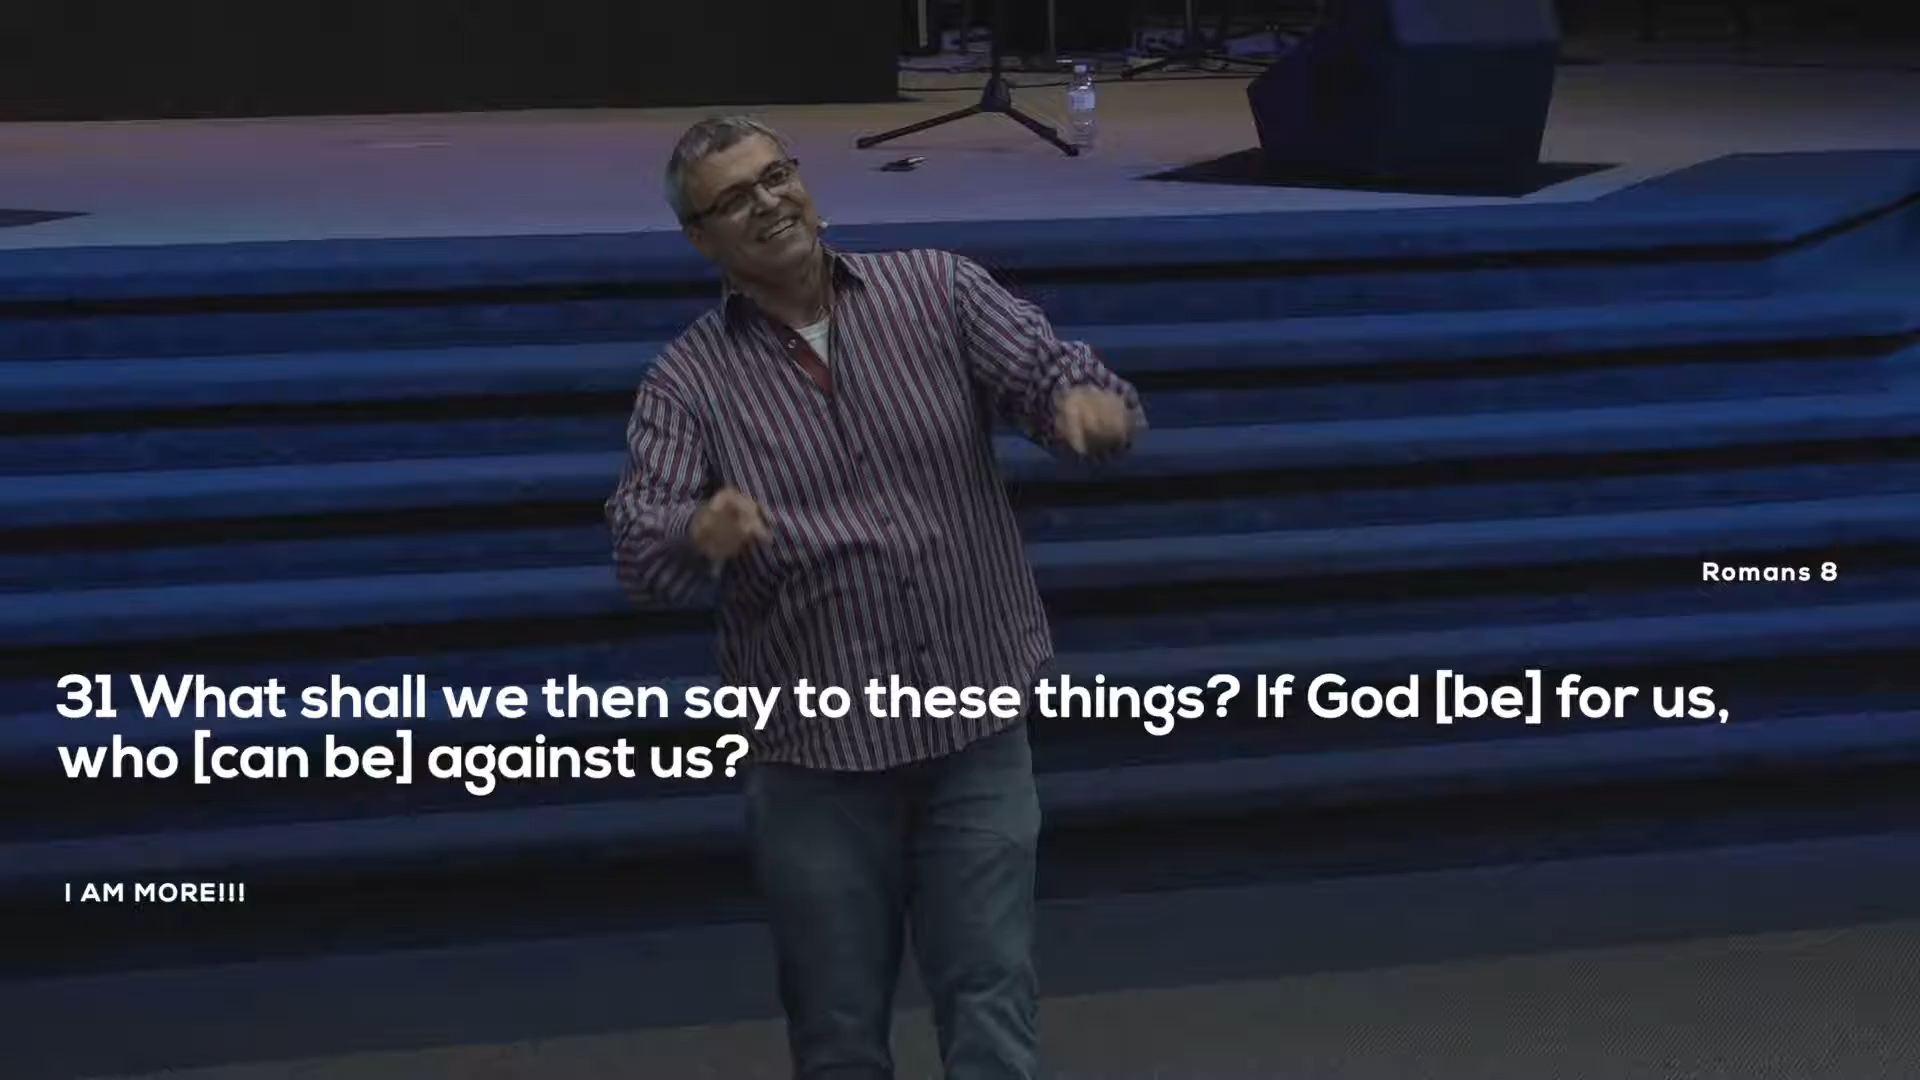 Romans 8
31 What shall we then say to these things? If God [be] for us,
who [can be] against us?
I AM MORE!!!